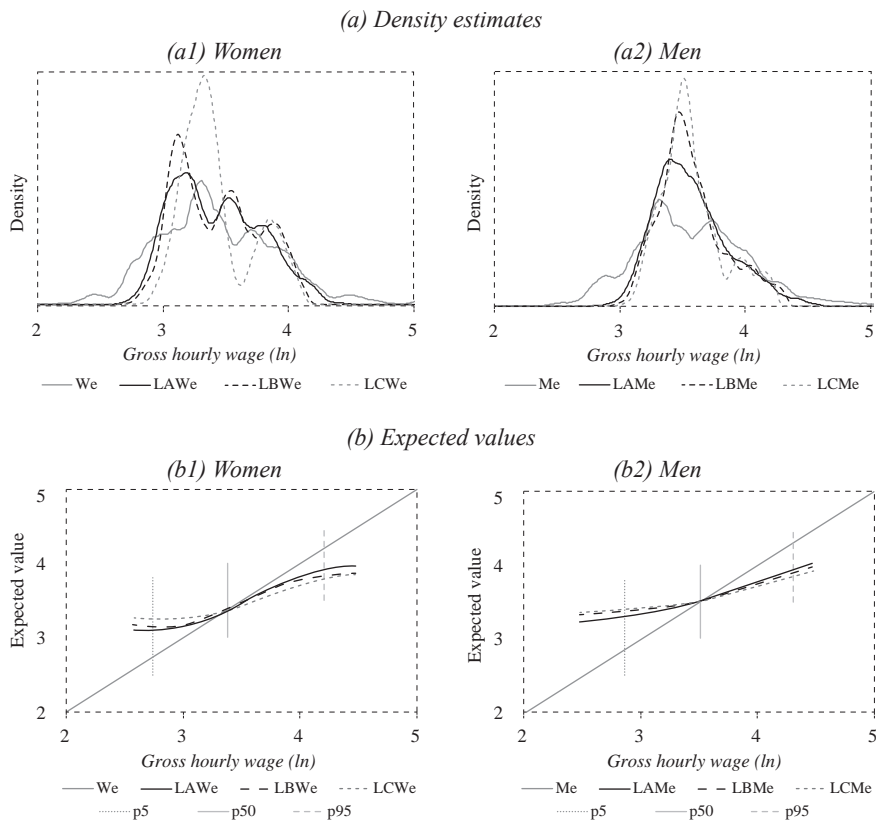 (a) Density estimates
(a1) Women
(a2) Men
Density
2 3 4 5
Gross hourly wage (ln)
We LAWe LBWe LCWe
Density
2 3 4 5
Gross hourly wage (ln)
Me LAMe LBMe LCMe
(b) Expected values
(b1) Women
(b2) Men
Expected value
5
4
3
2
2 3 4 5
Gross hourly wage (ln)
We LAWe LBWe LCWe
p5 p50 p95
Expected value
5
4
3
2
2 3 4 5
Gross hourly wage (ln)
Me LAMe LBMe LCMe
p5 p50 p95